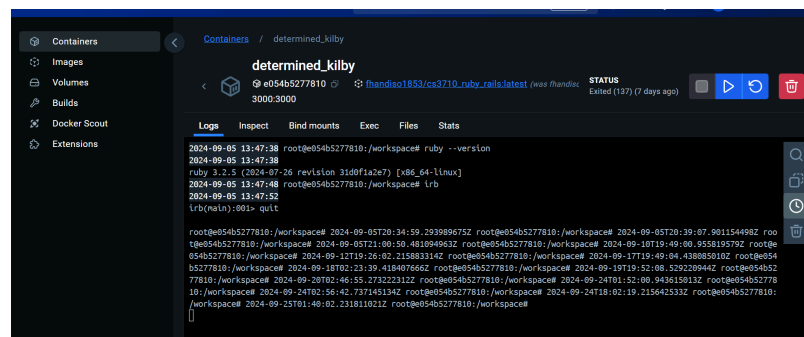 Containers
Images
Volumes
Builds
Docker Scout
Extensions
Containers / determined_kilby
determined_kilby
e054b5277810 fhandiso1853/cs3710_ruby_rails:latest (was fhandisc
3000:3000
STATUS
Exited (137) (7 days ago)
Logs Inspect Bind mounts Exec Files Stats
2024-09-05 13:47:38 root@e054b5277810:/workspace# ruby --version
2024-09-05 13:47:38
ruby 3.2.5 (2024-07-26 revision 31d0f1a2e7) [x86_64-linux]
2024-09-05 13:47:48 root@e054b5277810:/workspace# irb
2024-09-05 13:47:52
irb(main):001> quit
root@e054b5277810:/workspace# 2024-09-05T20:34:59.293989675Z root@e054b5277810:/workspace# 2024-09-05T20:39:07.901154498Z roo
t@e054b5277810:/workspace# 2024-09-05T21:00:50.481094963Z root@e054b5277810:/workspace# 2024-09-10T19:49:00.955819579Z root@e
054b5277810:/workspace# 2024-09-12T19:26:02.215883314Z root@e054b5277810:/workspace# 2024-09-17T19:49:04.438085010Z root@e054
b5277810:/workspace# 2024-09-18T02:23:39.418407666Z root@e054b5277810:/workspace# 2024-09-19T19:52:08.529220944Z root@e054b52
77810:/workspace# 2024-09-20T02:46:55.273222312Z root@e054b5277810:/workspace# 2024-09-24T01:52:00.943615013Z root@e054b52778
10:/workspace# 2024-09-24T02:56:42.737145134Z root@e054b5277810:/workspace# 2024-09-24T18:02:19.215642533Z root@e054b5277810:
/workspace# 2024-09-25T01:40:02.231811021Z root@e054b5277810:/workspace#